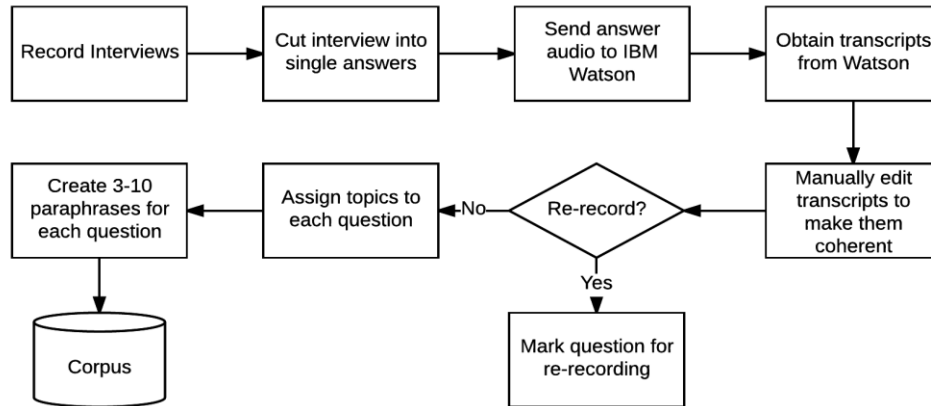 Record Interviews
Cut interview into
single answers
Send answer
audio to IBM
Watson
Obtain transcripts
from Watson
Manually edit
transcripts to
make them
coherent
Re-record?
No
Assign topics to
each question
Create 3-10
paraphrases for
each question
Corpus
Yes
Mark question for
re-recording